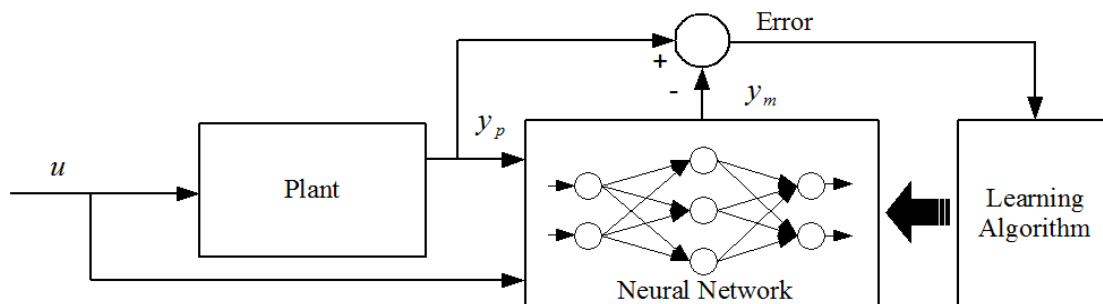 Error
+
-
y_m
y_p
u
Plant
Learning
Algorithm
Neural Network